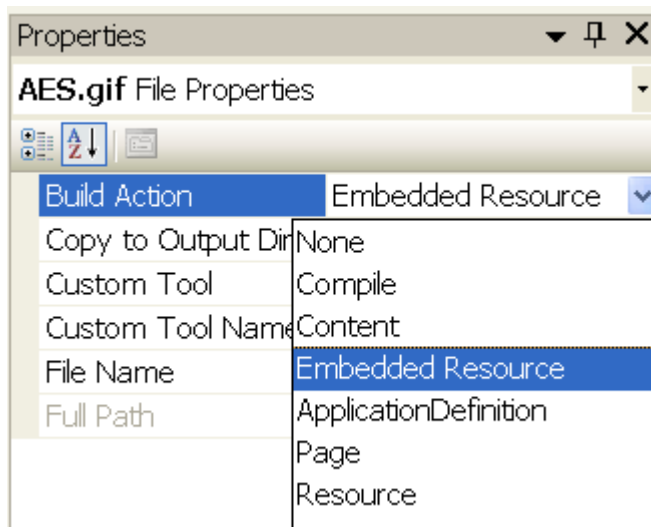 Properties
AES.gif File Properties
Build Action Embedded Resource
Copy to Output Dir
None
Custom Tool
Compile
Custom Tool Name
Content
File Name
Embedded Resource
Full Path
ApplicationDefinition
Page
Resource